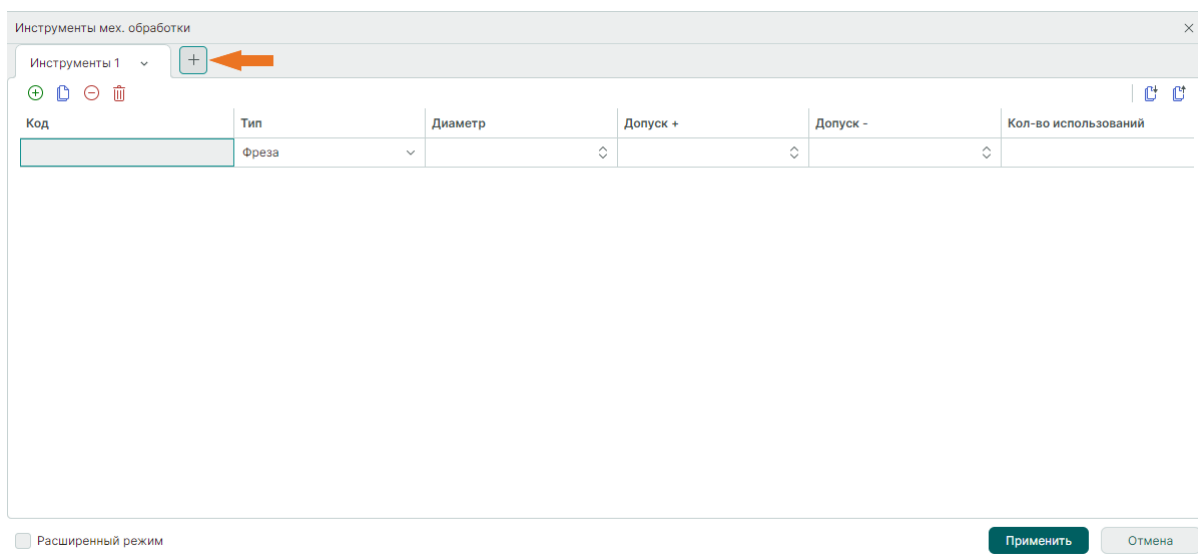 Инструменты мех. обработки
Инструменты 1
Код Тип Диаметр Допуск + Допуск - Кол-во использований
Фреза
Расширенный режим Применить Отмена